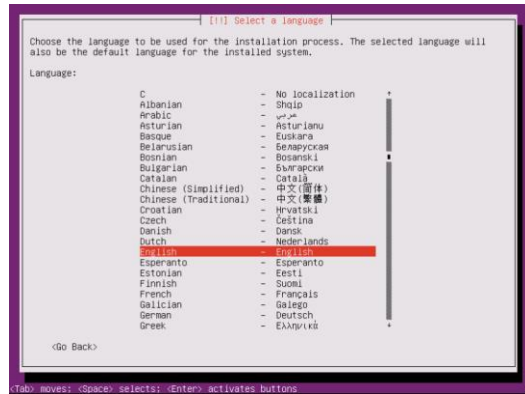 [!!] Select a language
Choose the language to be used for the installation process. The selected language will
also be the default language for the installed system.
Language:
C - No localization
Albanian - Shqip
Arabic - عربي
Asturian - Asturianu
Basque - Euskara
Belarusian - Беларуская
Bosnian - Bosanski
Bulgarian - Български
Catalan - Català
Chinese (Simplified) - 中文(简体)
Chinese (Traditional) - 中文(繁體)
Croatian - Hrvatski
Czech - Čeština
Danish - Dansk
Dutch - Nederlands
English - English
Esperanto - Esperanto
Estonian - Eesti
Finnish - Suomi
French - Français
Galician - Galego
German - Deutsch
Greek - Ελληνικά
<Go Back>
<Tab> moves; <Space> selects; <Enter> activates buttons